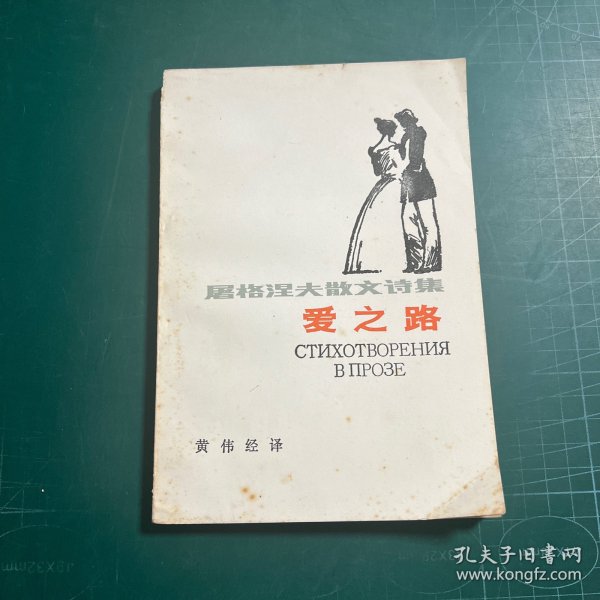 屠格涅夫散文诗集
爱之路
СТИХОТВОРЕНИЯ
В ПРОЗЕ
黄伟经译
孔夫子旧書网
www.kongfz.com